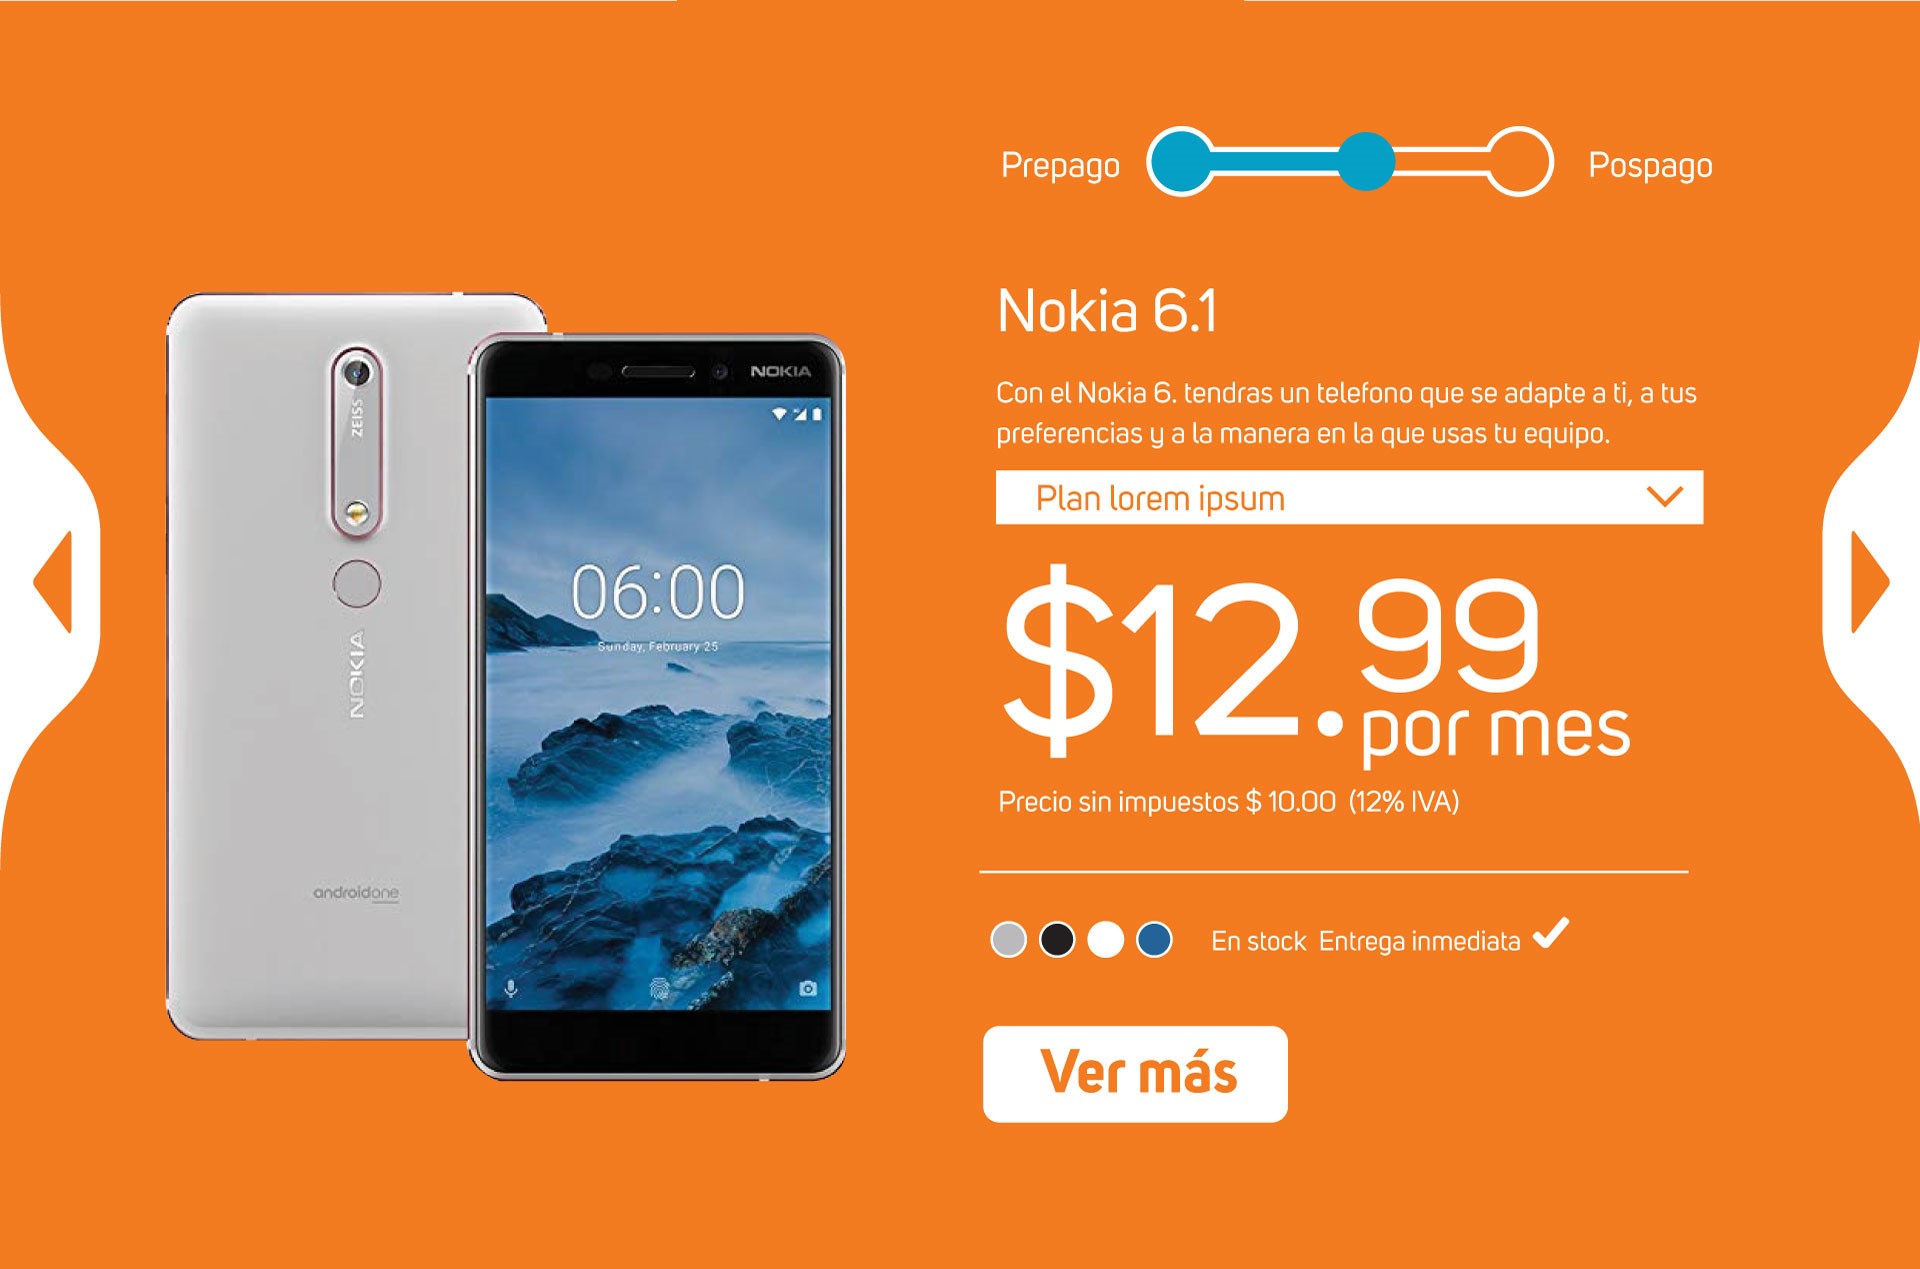 Prepago
Pospago
Nokia 6.1
Con el Nokia 6. tendras un telefono que se adapte a ti, a tus
preferencias y a la manera en la que usas tu equipo.
Plan lorem ipsum
$12.99
por mes
Precio sin impuestos $ 10.00 (12% IVA)
En stock Entrega inmediata
Ver más
ZEISS
NOKIA
androidone
NOKIA
06:00
Sunday, February 25